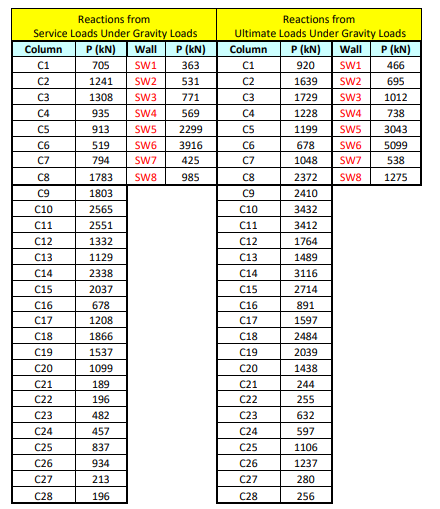 Reactions from Reactions from
Service Loads Under Gravity Loads Ultimate Loads Under Gravity Loads
Column P (kN) Wall P (kN) Column P (kN) Wall P (kN)
C1 705 SW1 363 C1 920 SW1 466
C2 1241 SW2 531 C2 1639 SW2 695
C3 1308 SW3 771 C3 1729 SW3 1012
C4 935 SW4 569 C4 1228 SW4 738
C5 913 SW5 2299 C5 1199 SW5 3043
C6 519 SW6 3916 C6 678 SW6 5099
C7 794 SW7 425 C7 1048 SW7 538
C8 1783 SW8 985 C8 2372 SW8 1275
C9 1803 C9 2410
C10 2565 C10 3432
C11 2551 C11 3412
C12 1332 C12 1764
C13 1129 C13 1489
C14 2338 C14 3116
C15 2037 C15 2714
C16 678 C16 891
C17 1208 C17 1597
C18 1866 C18 2484
C19 1537 C19 2039
C20 1099 C20 1438
C21 189 C21 244
C22 196 C22 255
C23 482 C23 632
C24 457 C24 597
C25 837 C25 1106
C26 934 C26 1237
C27 213 C27 280
C28 196 C28 256